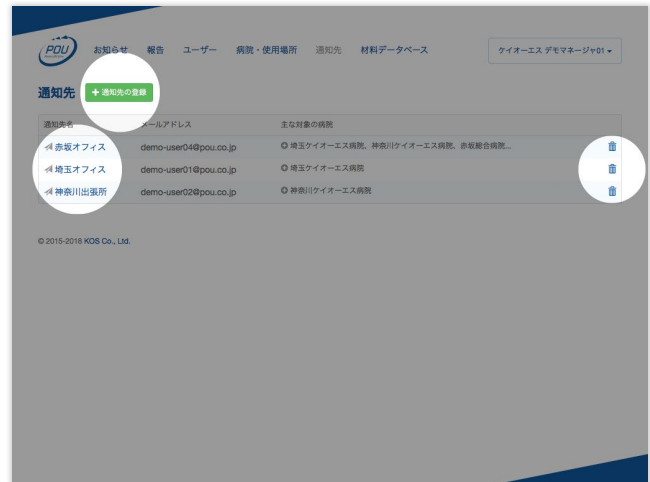 POU
お知らせ 報告 ユーザー 病院・使用場所 通知先 材料データベース ケイオーエス デモマネージャ01
通知先 + 通知先の登録
通知先名 メールアドレス 主な対象の病院
赤坂オフィス demo-user04@pou.co.jp 埼玉ケイオーエス病院、神奈川ケイオーエス病院、赤坂総合病院...
埼玉オフィス demo-user01@pou.co.jp 埼玉ケイオーエス病院
神奈川出張所 demo-user02@pou.co.jp 神奈川ケイオーエス病院
© 2015-2018 KOS Co., Ltd.